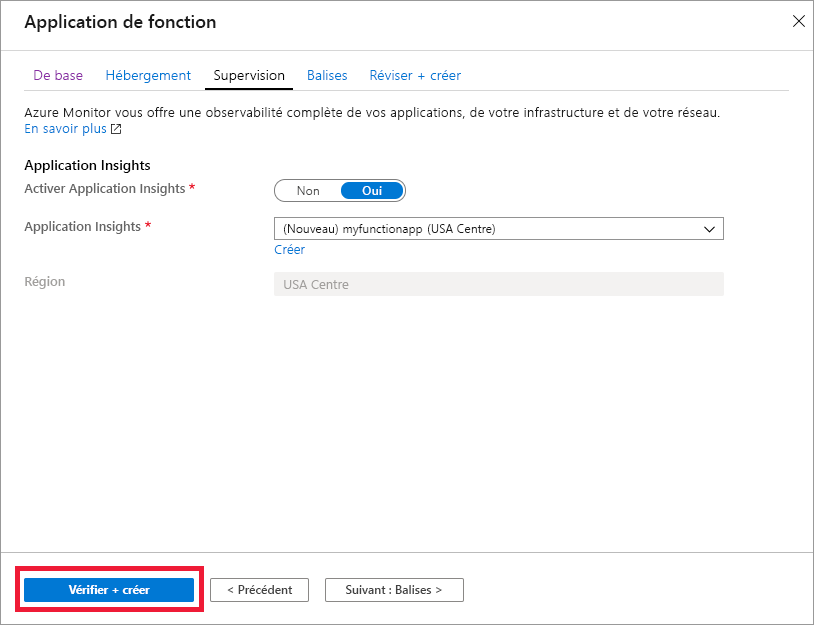 Application de fonction
De base Hébergement Supervision Balises Réviser + créer
Azure Monitor vous offre une observabilité complète de vos applications, de votre infrastructure et de votre réseau.
En savoir plus
Application Insights
Activer Application Insights * Non Oui
Application Insights * (Nouveau) myfunctionapp (USA Centre)
Créer
Région USA Centre
Vérifier + créer < Précédent Suivant : Balises >